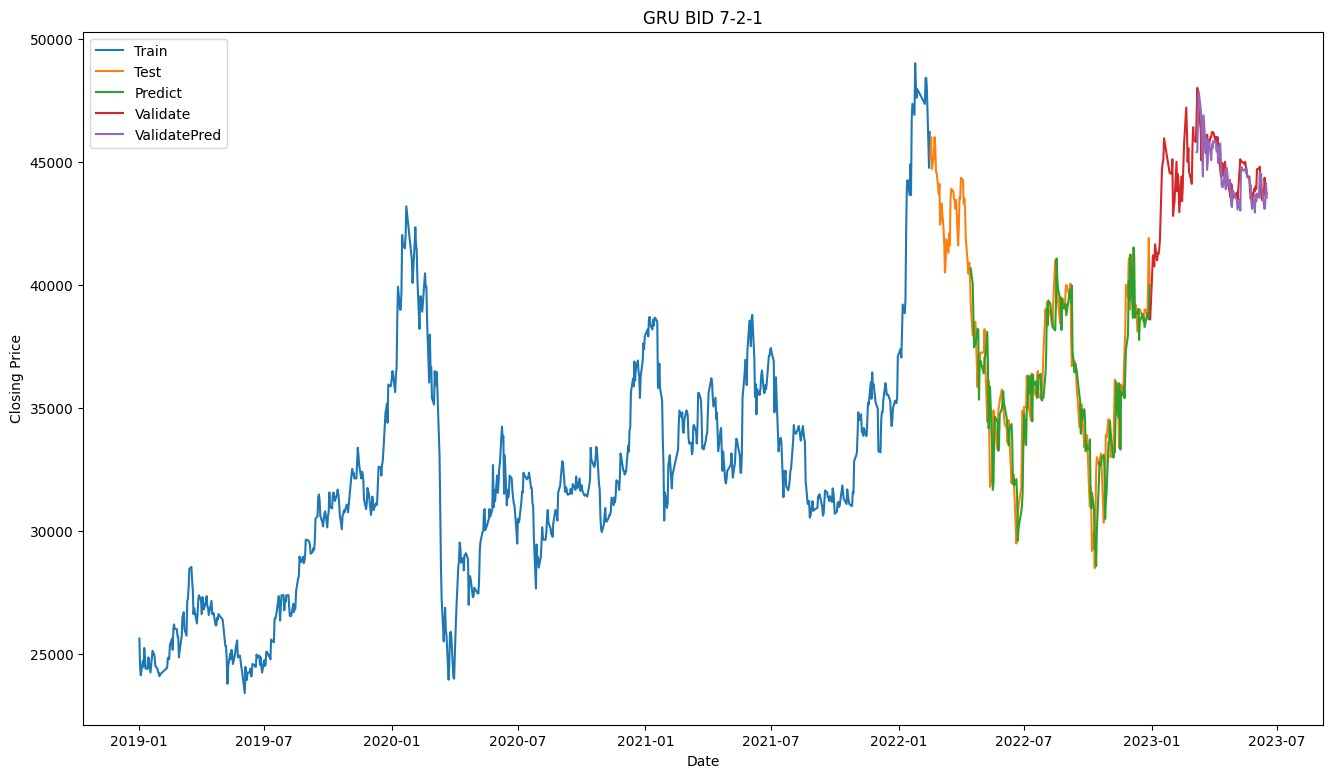 GRU BID 7-2-1
50000
45000
40000
35000
30000
25000
Closing Price
Train
Test
Predict
Validate
ValidatePred
2019-01
2019-07
2020-01
2020-07
2021-01
2021-07
2022-01
2022-07
2023-01
2023-07
Date